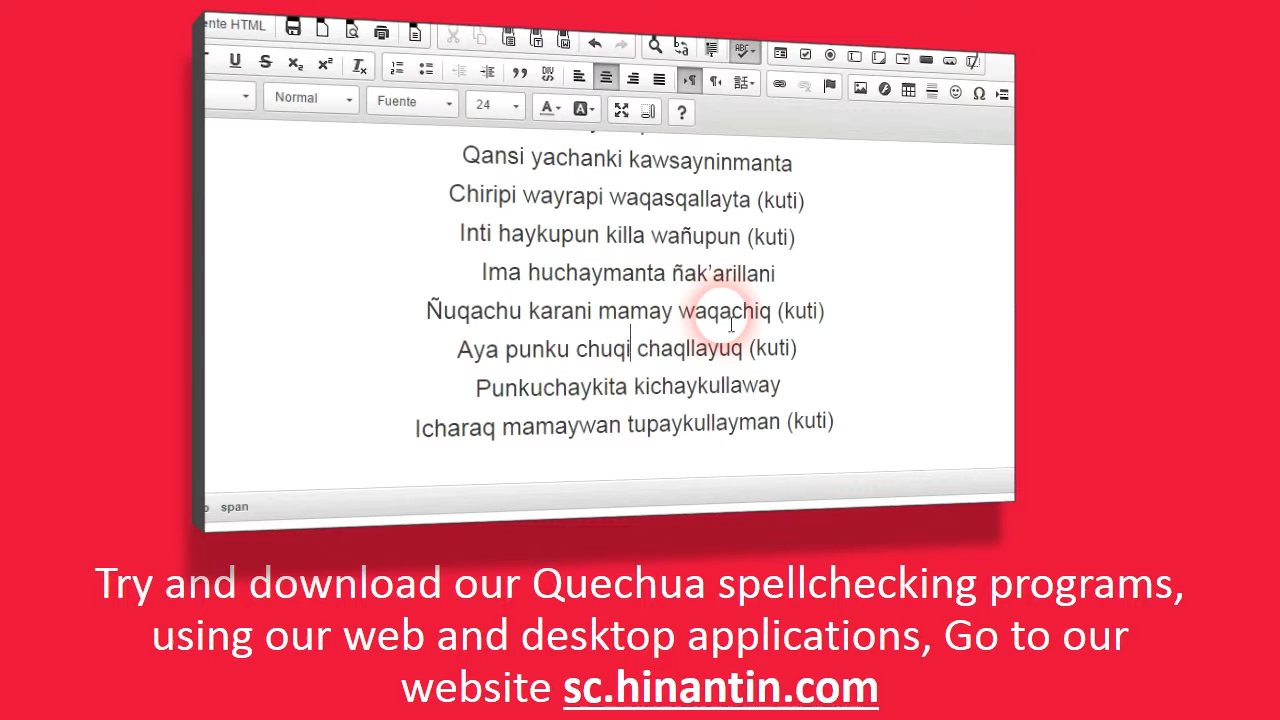 ente HTML
Normal Fuente 24
Qansi yachanki kawsayninmanta
Chiripi wayrapi waqasqallayta (kuti)
Inti haykupun killa wañupun (kuti)
Ima huchaymanta ñak'arillani
Ñuqachu karani mamay waqachiq (kuti)
Aya punku chuqi chaqllayuq (kuti)
Punkuchaykita kichaykullaway
Icharaq mamaywan tupaykullayman (kuti)
span
Try and download our Quechua spellchecking programs,
using our web and desktop applications, Go to our
website sc.hinantin.com